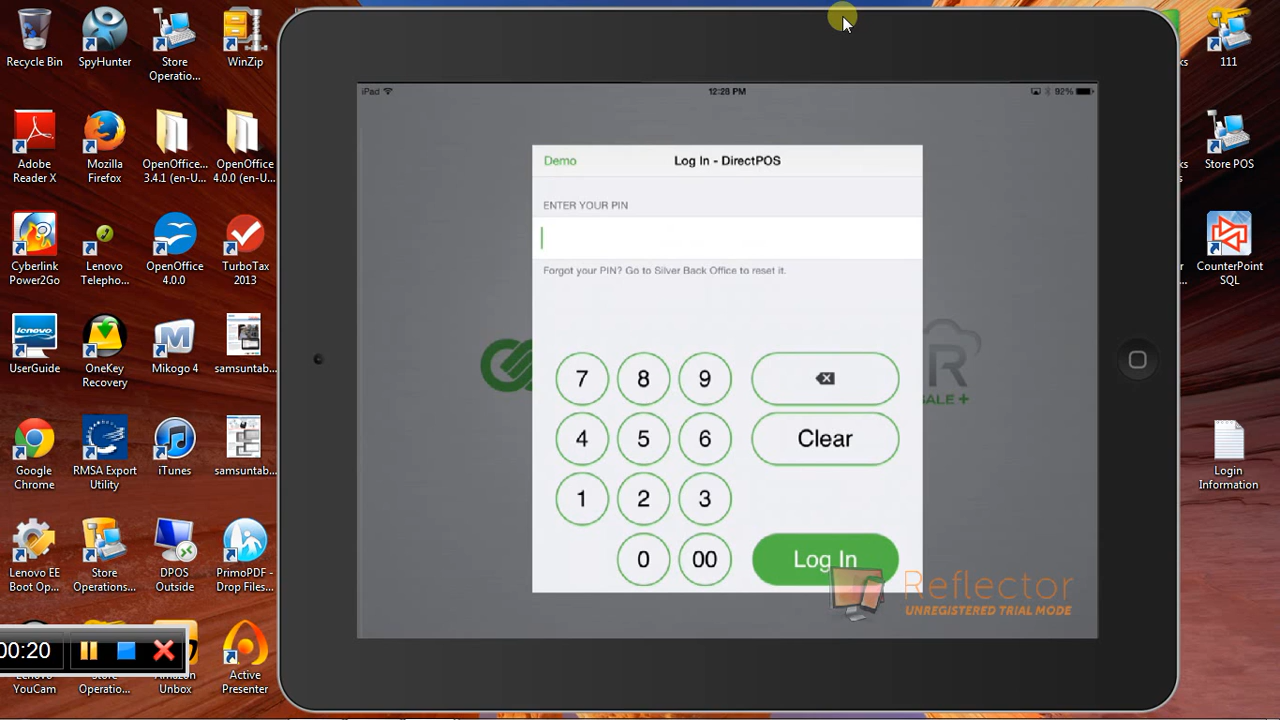 Recycle Bin
SpyHunter
Store
Operatio...
WinZip
111
Adobe
Reader X
Mozilla
Firefox
OpenOffice...
3.4.1 (en-U...
OpenOffice
4.0.0 (en-U...
Store POS
Cyberlink
Power2Go
Lenovo
Telepho...
OpenOffice
4.0.0
TurboTax
2013
CounterPoint
SQL
lenovo
UserGuide
OneKey
Recovery
Mikogo 4
samsuntab...
Google
Chrome
RMSA Export
Utility
iTunes
samsuntab...
Login
Information
Lenovo EE
Boot Op...
Store
Operations...
DPOS
Outside
PrimoPDF -
Drop Files...
00:20
YouCam
Store
Operatio...
Unbox
Active
Presenter
iPad
12:28 PM
92%
Demo
Log In - DirectPOS
ENTER YOUR PIN
Forgot your PIN? Go to Silver Back Office to reset it.
R
SALE +
7 8 9
4 5 6 Clear
1 2 3
0 00 Log In
Reflector
UNREGISTERED TRIAL MODE